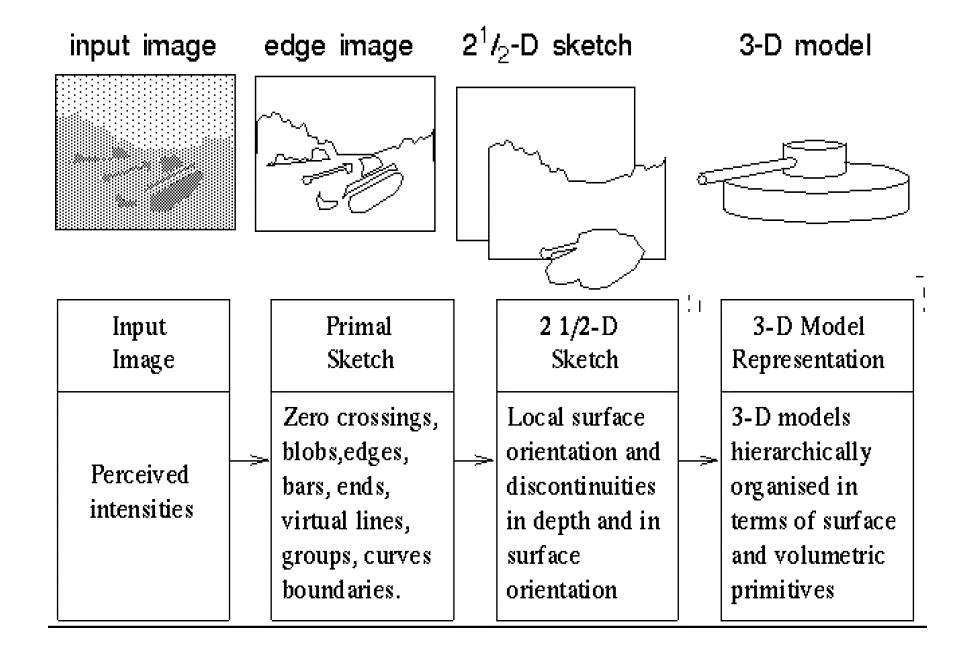 input image
edge image
2 1/2-D sketch
3-D model
Input
Image
Perceived
intensities
Primal
Sketch
Zero crossings,
blobs,edges,
bars, ends,
virtual lines,
groups, curves
boundaries.
2 1/2-D
Sketch
Local surface
orientation and
discontinuities
in depth and in
surface
orientation
3-D Model
Representation
3-D models
hierarchically
organised in
terms of surface
and volumetric
primitives